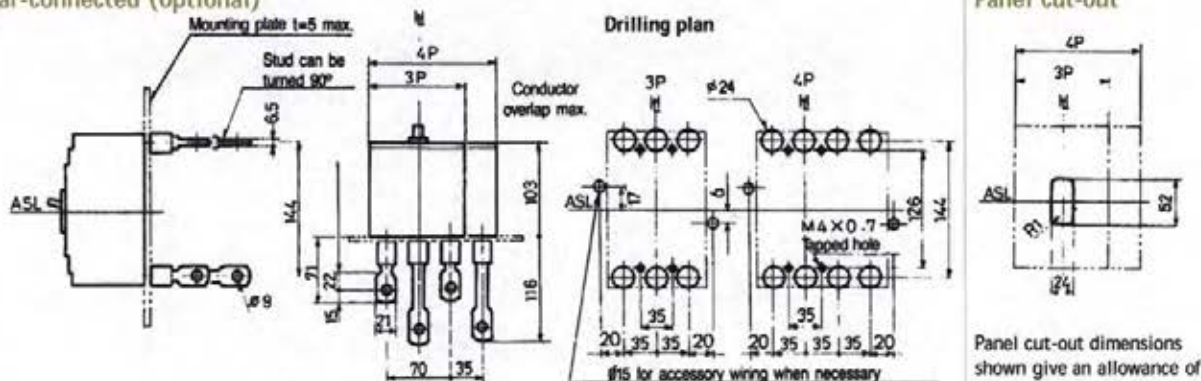 ar-connected (optional)
Mounting plate t=5 max.
Stud can be
turned 90°
6.5
ASL
144
ø9
4P
3P
Conductor
overlap max.
103
71
22
15
21
116
70
35
Drilling plan
3P
4P
ø24
ASL
17
6
M4×0.7
Tapped hole
126
144
35
35
20
35
35
20
20
35
35
35
20
ø15 for accessory wiring when necessary
Panel cut-out
4P
3P
ASL
52
R1
24
Panel cut-out dimensions
shown give an allowance of